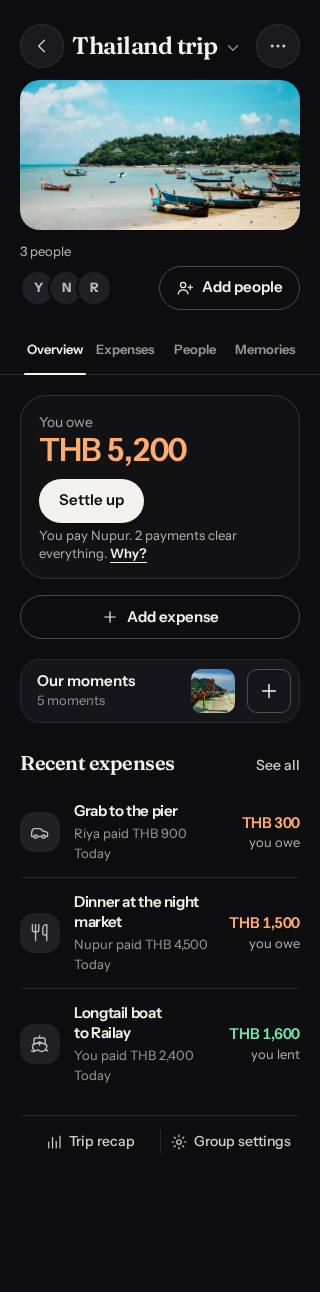 Thailand trip
3 people
Y N R
Add people
Overview Expenses People Memories
You owe
THB 5,200
Settle up
You pay Nupur. 2 payments clear
everything. Why?
Add expense
Our moments
5 moments
Recent expenses See all
Grab to the pier
Riya paid THB 900
Today
THB 300
you owe
Dinner at the night
market
Nupur paid THB 4,500
Today
THB 1,500
you owe
Longtail boat
to Railay
You paid THB 2,400
Today
THB 1,600
you lent
Trip recap Group settings